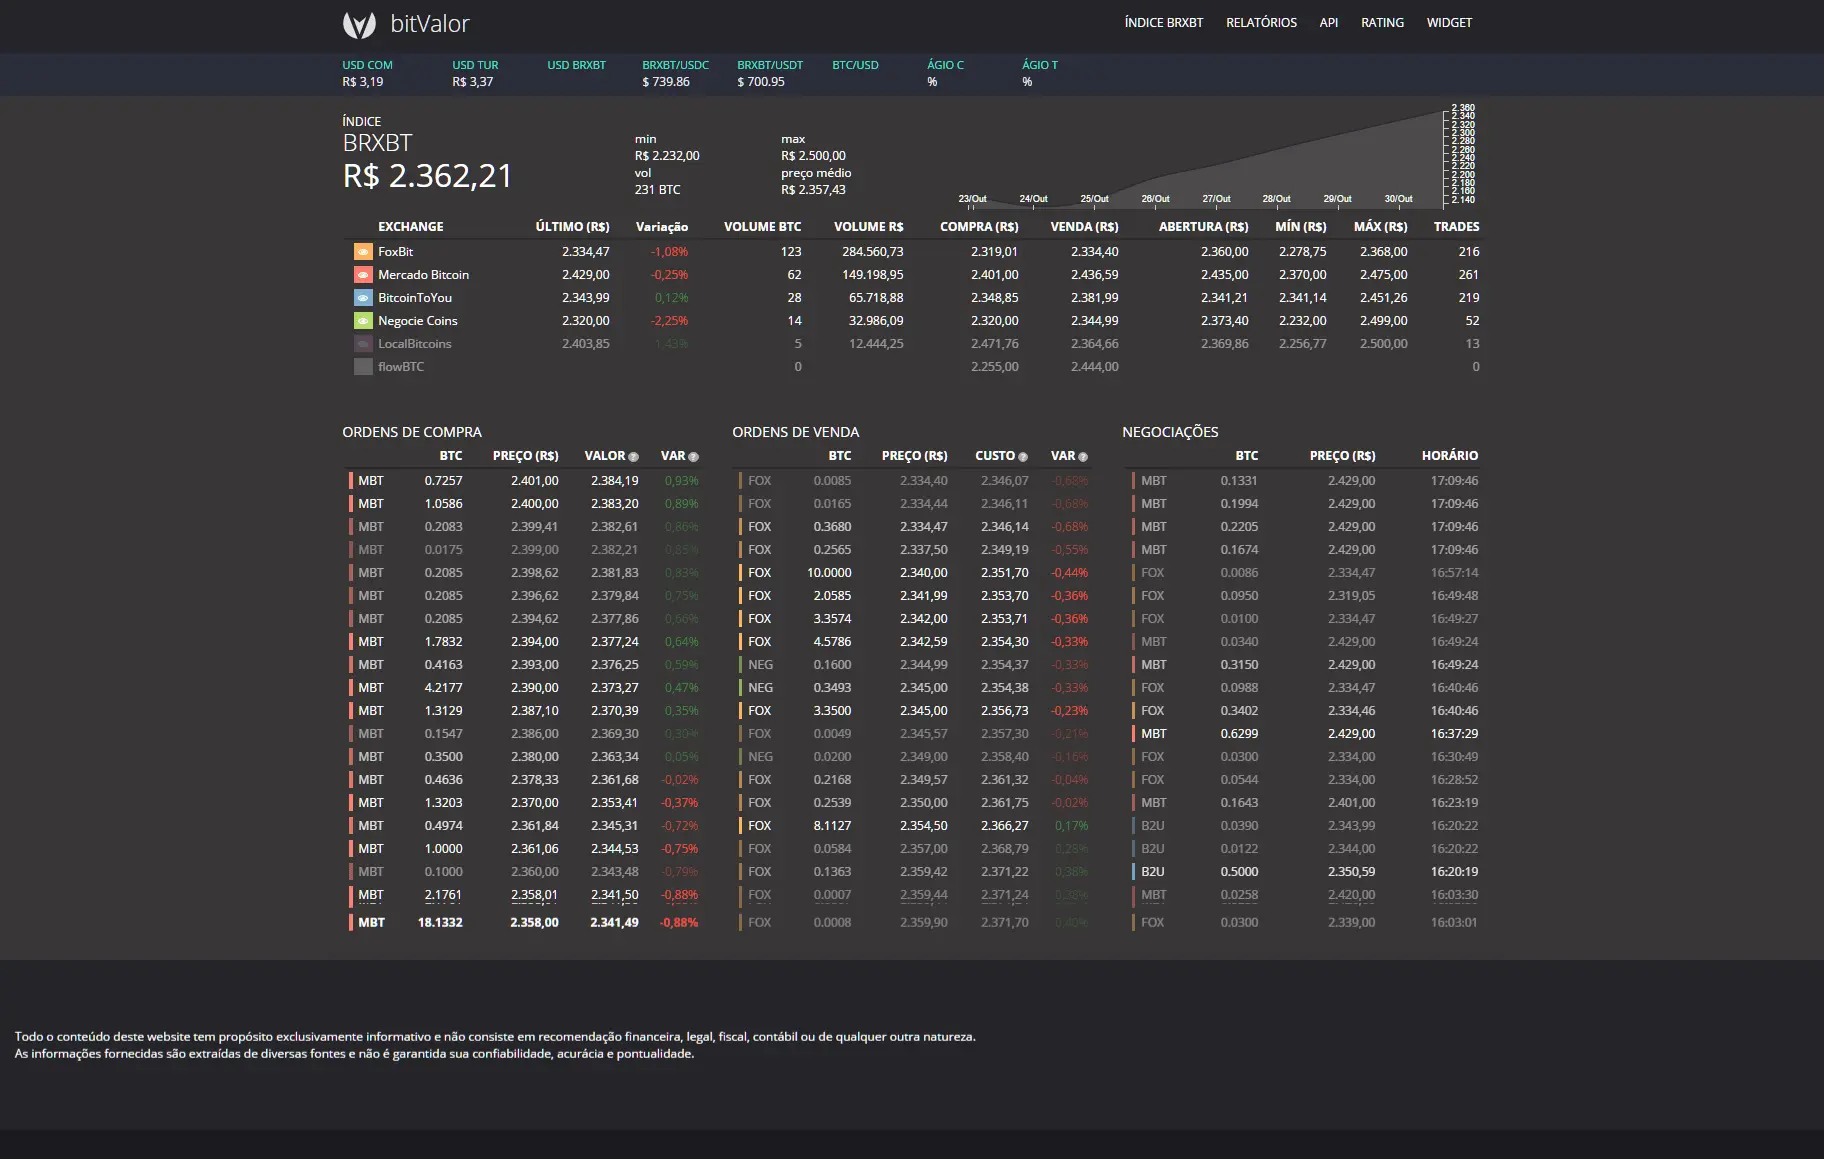 bitValor
ÍNDICE BRXBT RELATÓRIOS API RATING WIDGET
USD COM USD TUR USD BRXBT BRXBT/USDC BRXBT/USDT BTC/USD ÁGIO C ÁGIO T
R$ 3,19 R$ 3,37 $ 739.86 $ 700.95 % %
ÍNDICE
BRXBT
R$ 2.362,21
min max
R$ 2.232,00 R$ 2.500,00
vol preço médio
231 BTC R$ 2.357,43
2.360
2.340
2.320
2.300
2.280
2.260
2.240
2.220
2.200
2.180
2.160
2.140
23/Out 24/Out 25/Out 26/Out 27/Out 28/Out 29/Out 30/Out
EXCHANGE ÚLTIMO (R$) Variação VOLUME BTC VOLUME R$ COMPRA (R$) VENDA (R$) ABERTURA (R$) MÍN (R$) MÁX (R$) TRADES
FoxBit 2.334,47 -1,08% 123 284.560,73 2.319,01 2.334,40 2.360,00 2.278,75 2.368,00 216
Mercado Bitcoin 2.429,00 -0,25% 62 149.198,95 2.401,00 2.436,59 2.435,00 2.370,00 2.475,00 261
BitcoinToYou 2.343,99 0,12% 28 65.718,88 2.348,85 2.381,99 2.341,21 2.341,14 2.451,26 219
Negocie Coins 2.320,00 -2,25% 14 32.986,09 2.320,00 2.344,99 2.373,40 2.232,00 2.499,00 52
LocalBitcoins 2.403,85 1,43% 5 12.444,25 2.471,76 2.364,66 2.369,86 2.256,77 2.500,00 13
flowBTC 0 2.255,00 2.444,00 0
ORDENS DE COMPRA
BTC PREÇO (R$) VALOR ? VAR ?
MBT 0.7257 2.401,00 2.384,19 0,93%
MBT 1.0586 2.400,00 2.383,20 0,89%
MBT 0.2083 2.399,41 2.382,61 0,86%
MBT 0.0175 2.399,00 2.382,21 0,85%
MBT 0.2085 2.398,62 2.381,83 0,83%
MBT 0.2085 2.396,62 2.379,84 0,75%
MBT 0.2085 2.394,62 2.377,86 0,66%
MBT 1.7832 2.394,00 2.377,24 0,64%
MBT 0.4163 2.393,00 2.376,25 0,59%
MBT 4.2177 2.390,00 2.373,27 0,47%
MBT 1.3129 2.387,10 2.370,39 0,35%
MBT 0.1547 2.386,00 2.369,30 0,30%
MBT 0.3500 2.380,00 2.363,34 0,05%
MBT 0.4636 2.378,33 2.361,68 -0,02%
MBT 1.3203 2.370,00 2.353,41 -0,37%
MBT 0.4974 2.361,84 2.345,31 -0,72%
MBT 1.0000 2.361,06 2.344,53 -0,75%
MBT 0.1000 2.360,00 2.343,48 -0,79%
MBT 2.1761 2.358,01 2.341,50 -0,88%
MBT 18.1332 2.358,00 2.341,49 -0,88%
ORDENS DE VENDA
BTC PREÇO (R$) CUSTO ? VAR ?
FOX 0.0085 2.334,40 2.346,07 -0,68%
FOX 0.0165 2.334,44 2.346,11 -0,68%
FOX 0.3680 2.334,47 2.346,14 -0,68%
FOX 0.2565 2.337,50 2.349,19 -0,55%
FOX 10.0000 2.340,00 2.351,70 -0,44%
FOX 2.0585 2.341,99 2.353,70 -0,36%
FOX 3.3574 2.342,00 2.353,71 -0,36%
FOX 4.5786 2.342,59 2.354,30 -0,33%
NEG 0.1600 2.344,99 2.354,37 -0,33%
NEG 0.3493 2.345,00 2.354,38 -0,33%
FOX 3.3500 2.345,00 2.356,73 -0,23%
FOX 0.0049 2.345,57 2.357,30 -0,21%
NEG 0.0200 2.349,00 2.358,40 -0,16%
FOX 0.2168 2.349,57 2.361,32 -0,04%
FOX 0.2539 2.350,00 2.361,75 -0,02%
FOX 8.1127 2.354,50 2.366,27 0,17%
FOX 0.0584 2.357,00 2.368,79 0,28%
FOX 0.1363 2.359,42 2.371,22 0,38%
FOX 0.0007 2.359,44 2.371,24 0,38%
FOX 0.0008 2.359,90 2.371,70 0,40%
NEGOCIAÇÕES
BTC PREÇO (R$) HORÁRIO
MBT 0.1331 2.429,00 17:09:46
MBT 0.1994 2.429,00 17:09:46
MBT 0.2205 2.429,00 17:09:46
MBT 0.1674 2.429,00 17:09:46
FOX 0.0086 2.334,47 16:57:14
FOX 0.0950 2.319,05 16:49:48
FOX 0.0100 2.334,47 16:49:27
MBT 0.0340 2.429,00 16:49:24
MBT 0.3150 2.429,00 16:49:24
FOX 0.0988 2.334,47 16:40:46
FOX 0.3402 2.334,46 16:40:46
MBT 0.6299 2.429,00 16:37:29
FOX 0.0300 2.334,00 16:30:49
FOX 0.0544 2.334,00 16:28:52
MBT 0.1643 2.401,00 16:23:19
B2U 0.0390 2.343,99 16:20:22
B2U 0.0122 2.344,00 16:20:22
B2U 0.5000 2.350,59 16:20:19
MBT 0.0258 2.420,00 16:03:30
FOX 0.0300 2.339,00 16:03:01
Todo o conteúdo deste website tem propósito exclusivamente informativo e não consiste em recomendação financeira, legal, fiscal, contábil ou de qualquer outra natureza.
As informações fornecidas são extraídas de diversas fontes e não é garantida sua confiabilidade, acurácia e pontualidade.